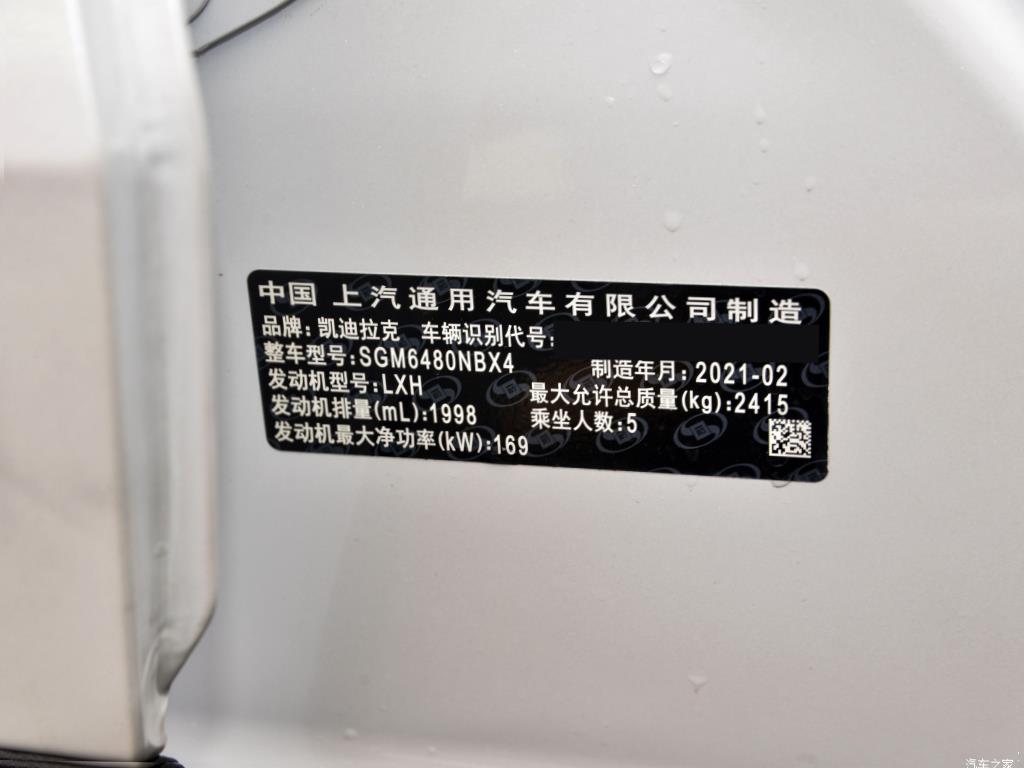 中国 上汽通用汽车有限公司制造
品牌:凯迪拉克 车辆识别代号:
整车型号:SGM6480NBX4 制造年月:2021-02
发动机型号:LXH 最大允许总质量(kg):2415
发动机排量(mL):1998 乘坐人数:5
发动机最大净功率(kW):169
汽车之家